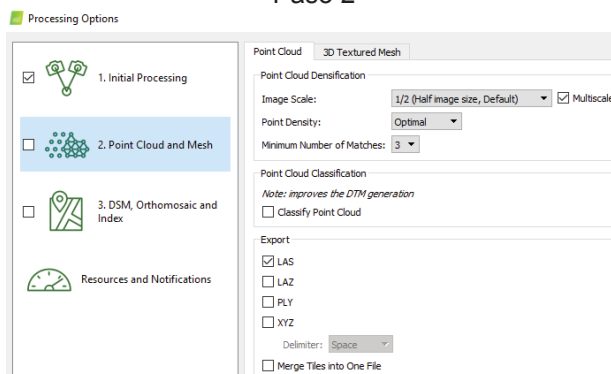 Processing Options
1. Initial Processing
2. Point Cloud and Mesh
3. DSM, Orthomosaic and
Index
Resources and Notifications
Point Cloud
3D Textured Mesh
Point Cloud Densification
Image Scale: 1/2 (Half image size, Default) Multiscale
Point Density: Optimal
Minimum Number of Matches: 3
Point Cloud Classification
Note: improves the DTM generation
Classify Point Cloud
Export
LAS
LAZ
PLY
XYZ
Delimiter: Space
Merge Tiles into One File